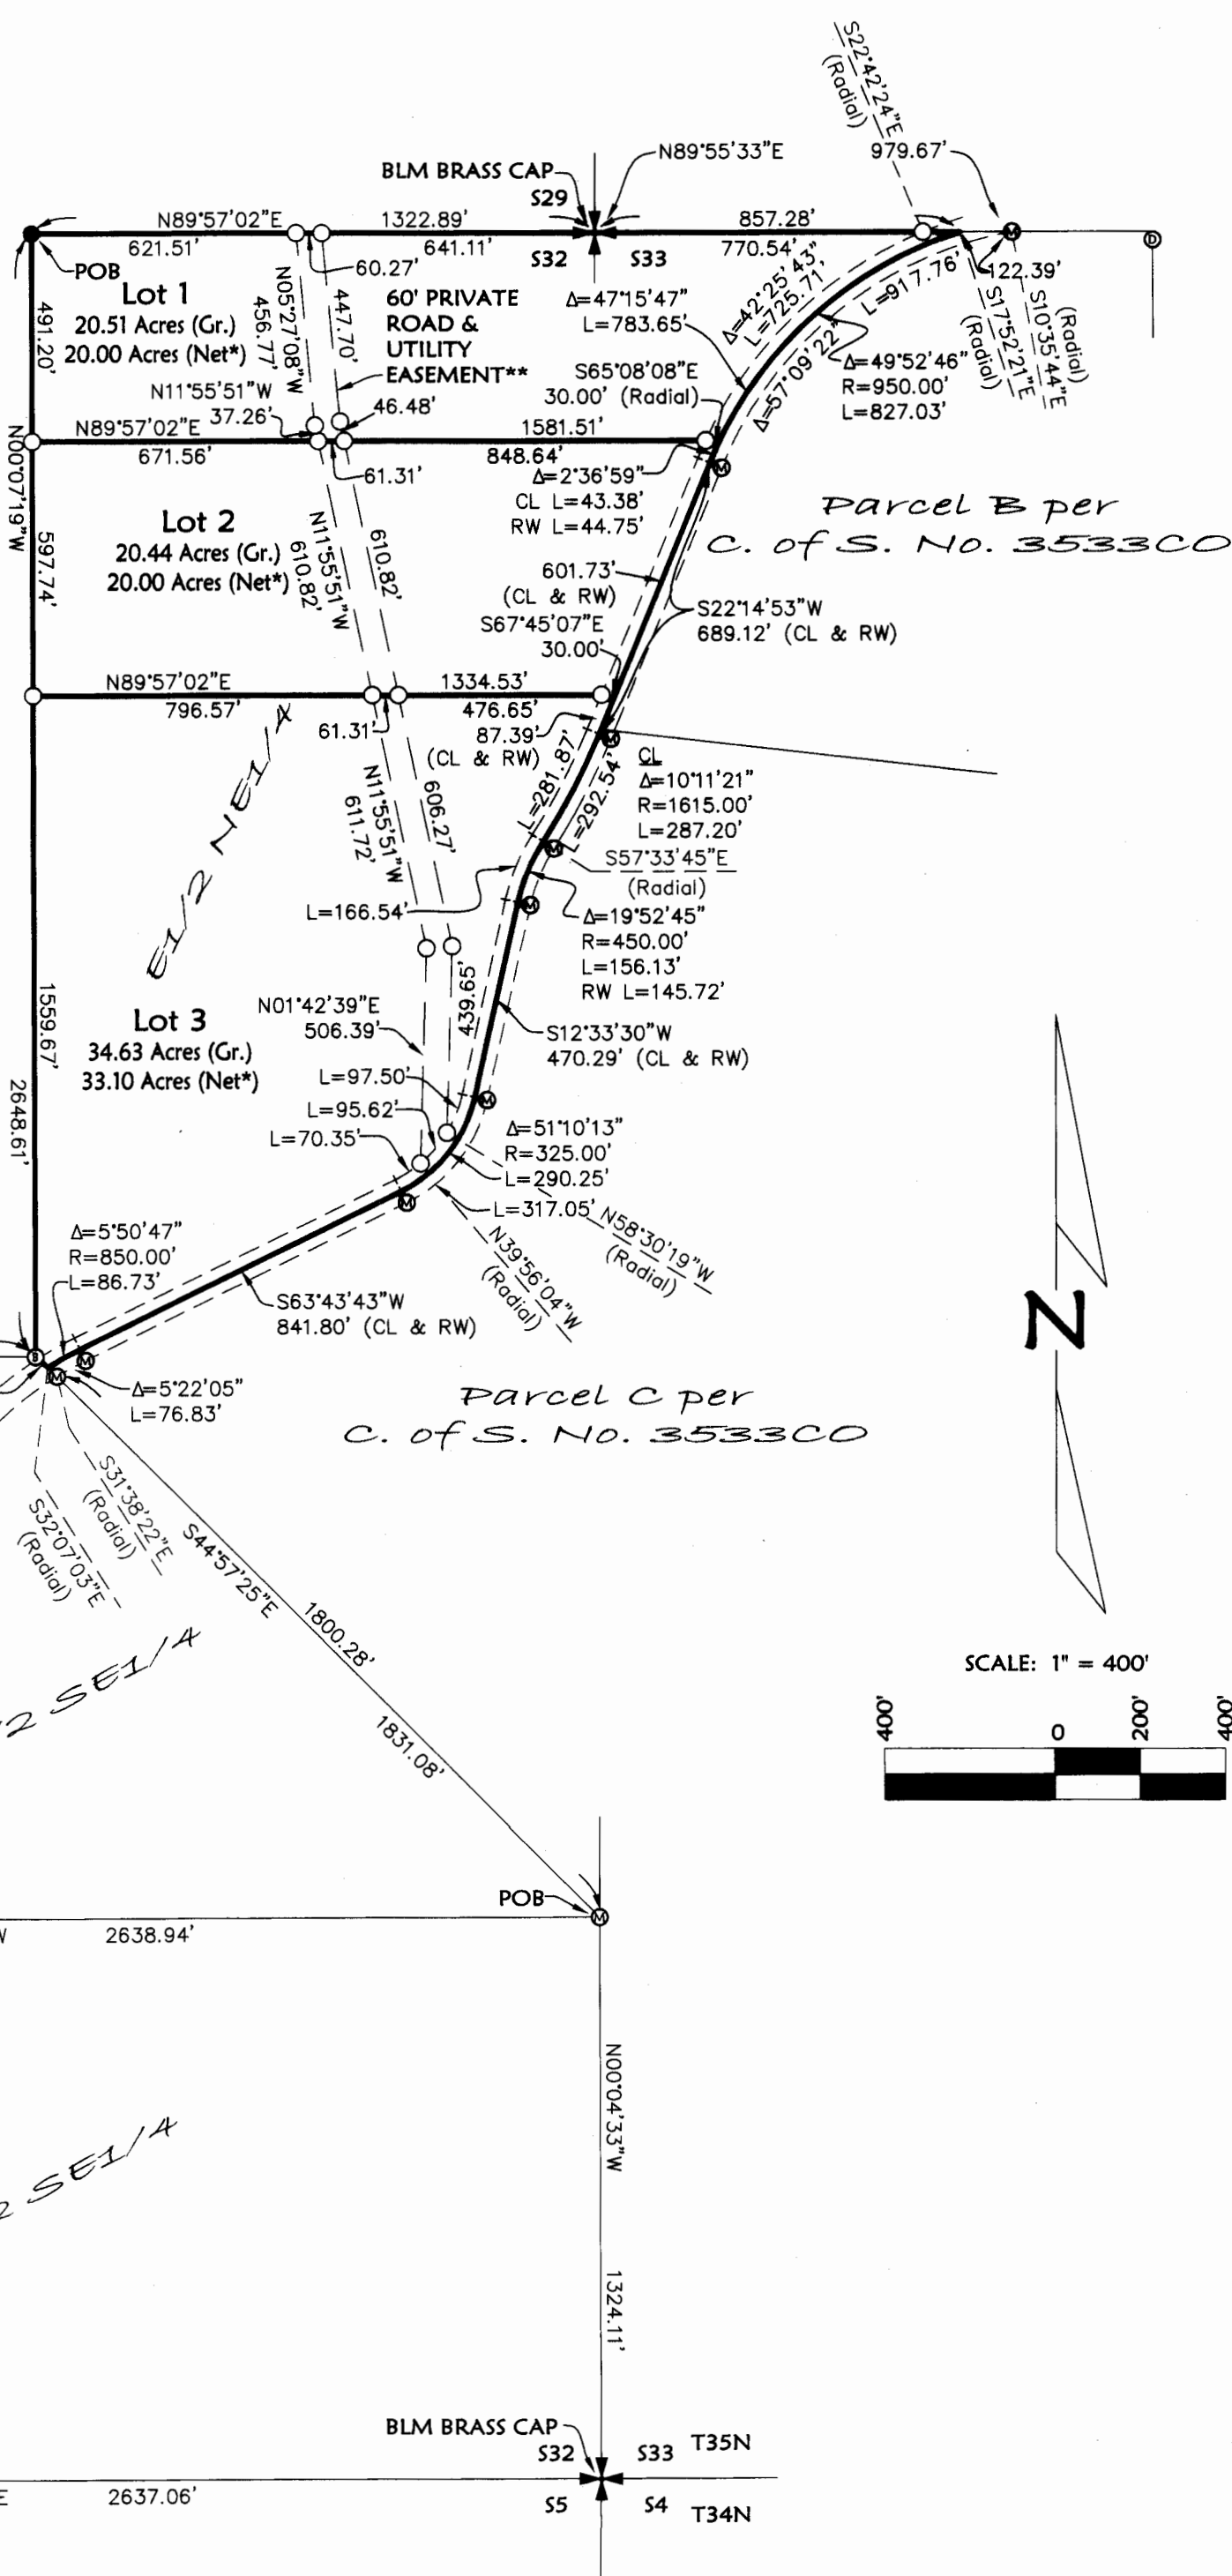 S22°42'24"E
(Radial)
N89°55'33"E
979.67'
BLM BRASS CAP
S29
N89°57'02"E
1322.89'
857.28'
621.51'
641.11'
S32
S33
770.54'
POB
60.27'
122.39'
Lot 1
20.51 Acres (Gr.)
20.00 Acres (Net*)
491.20'
N05°27'08"W
456.77'
447.70'
60' PRIVATE
ROAD &
UTILITY
EASEMENT**
Δ=47°15'47"
L=783.65'
Δ=42°25'43"
L=725.71'
L=917.76'
Δ=57°09'22"
Δ=49°52'46"
R=950.00'
L=827.03'
S17°52'21"E
(Radial)
S10°35'44"E
(Radial)
S65°08'08"E
30.00' (Radial)
N11°55'51"W
37.26'
46.48'
N89°57'02"E
1581.51'
671.56'
848.64'
61.31'
N00°07'19"W
Δ=2°36'59"
CL L=43.38'
RW L=44.75'
Parcel B per
C. of S. No. 3533CO
Lot 2
20.44 Acres (Gr.)
20.00 Acres (Net*)
597.74'
N11°55'51"W
610.82'
610.82'
601.73'
(CL & RW)
S22°14'53"W
689.12' (CL & RW)
S67°45'07"E
30.00'
N89°57'02"E
1334.53'
796.57'
476.65'
61.31'
87.39'
(CL & RW)
E1/2 NE1/4
N11°55'51"W
611.72'
606.27'
L=281.87'
L=292.54'
CL
Δ=10°11'21"
R=1615.00'
L=287.20'
S57°33'45"E
(Radial)
L=166.54'
Δ=19°52'45"
R=450.00'
L=156.13'
RW L=145.72'
1559.67'
2648.61'
Lot 3
34.63 Acres (Gr.)
33.10 Acres (Net*)
N01°42'39"E
506.39'
439.65'
S12°33'30"W
470.29' (CL & RW)
L=97.50'
L=95.62'
L=70.35'
Δ=51°10'13"
R=325.00'
L=290.25'
L=317.05'
N58°30'19"W
(Radial)
N39°56'04"W
(Radial)
Δ=5°50'47"
R=850.00'
L=86.73'
S63°43'43"W
841.80' (CL & RW)
N
Δ=5°22'05"
L=76.83'
Parcel C per
C. of S. No. 3533CO
S31°38'22"E
(Radial)
S32°07'03"E
(Radial)
S44°57'25"E
1800.28'
1831.08'
2 SE1/4
SCALE: 1" = 400'
400'
0
200'
400'
POB
2638.94'
N00°04'33"W
2 SE1/4
1324.11'
BLM BRASS CAP
S32
S33
T35N
2637.06'
S5
S4
T34N